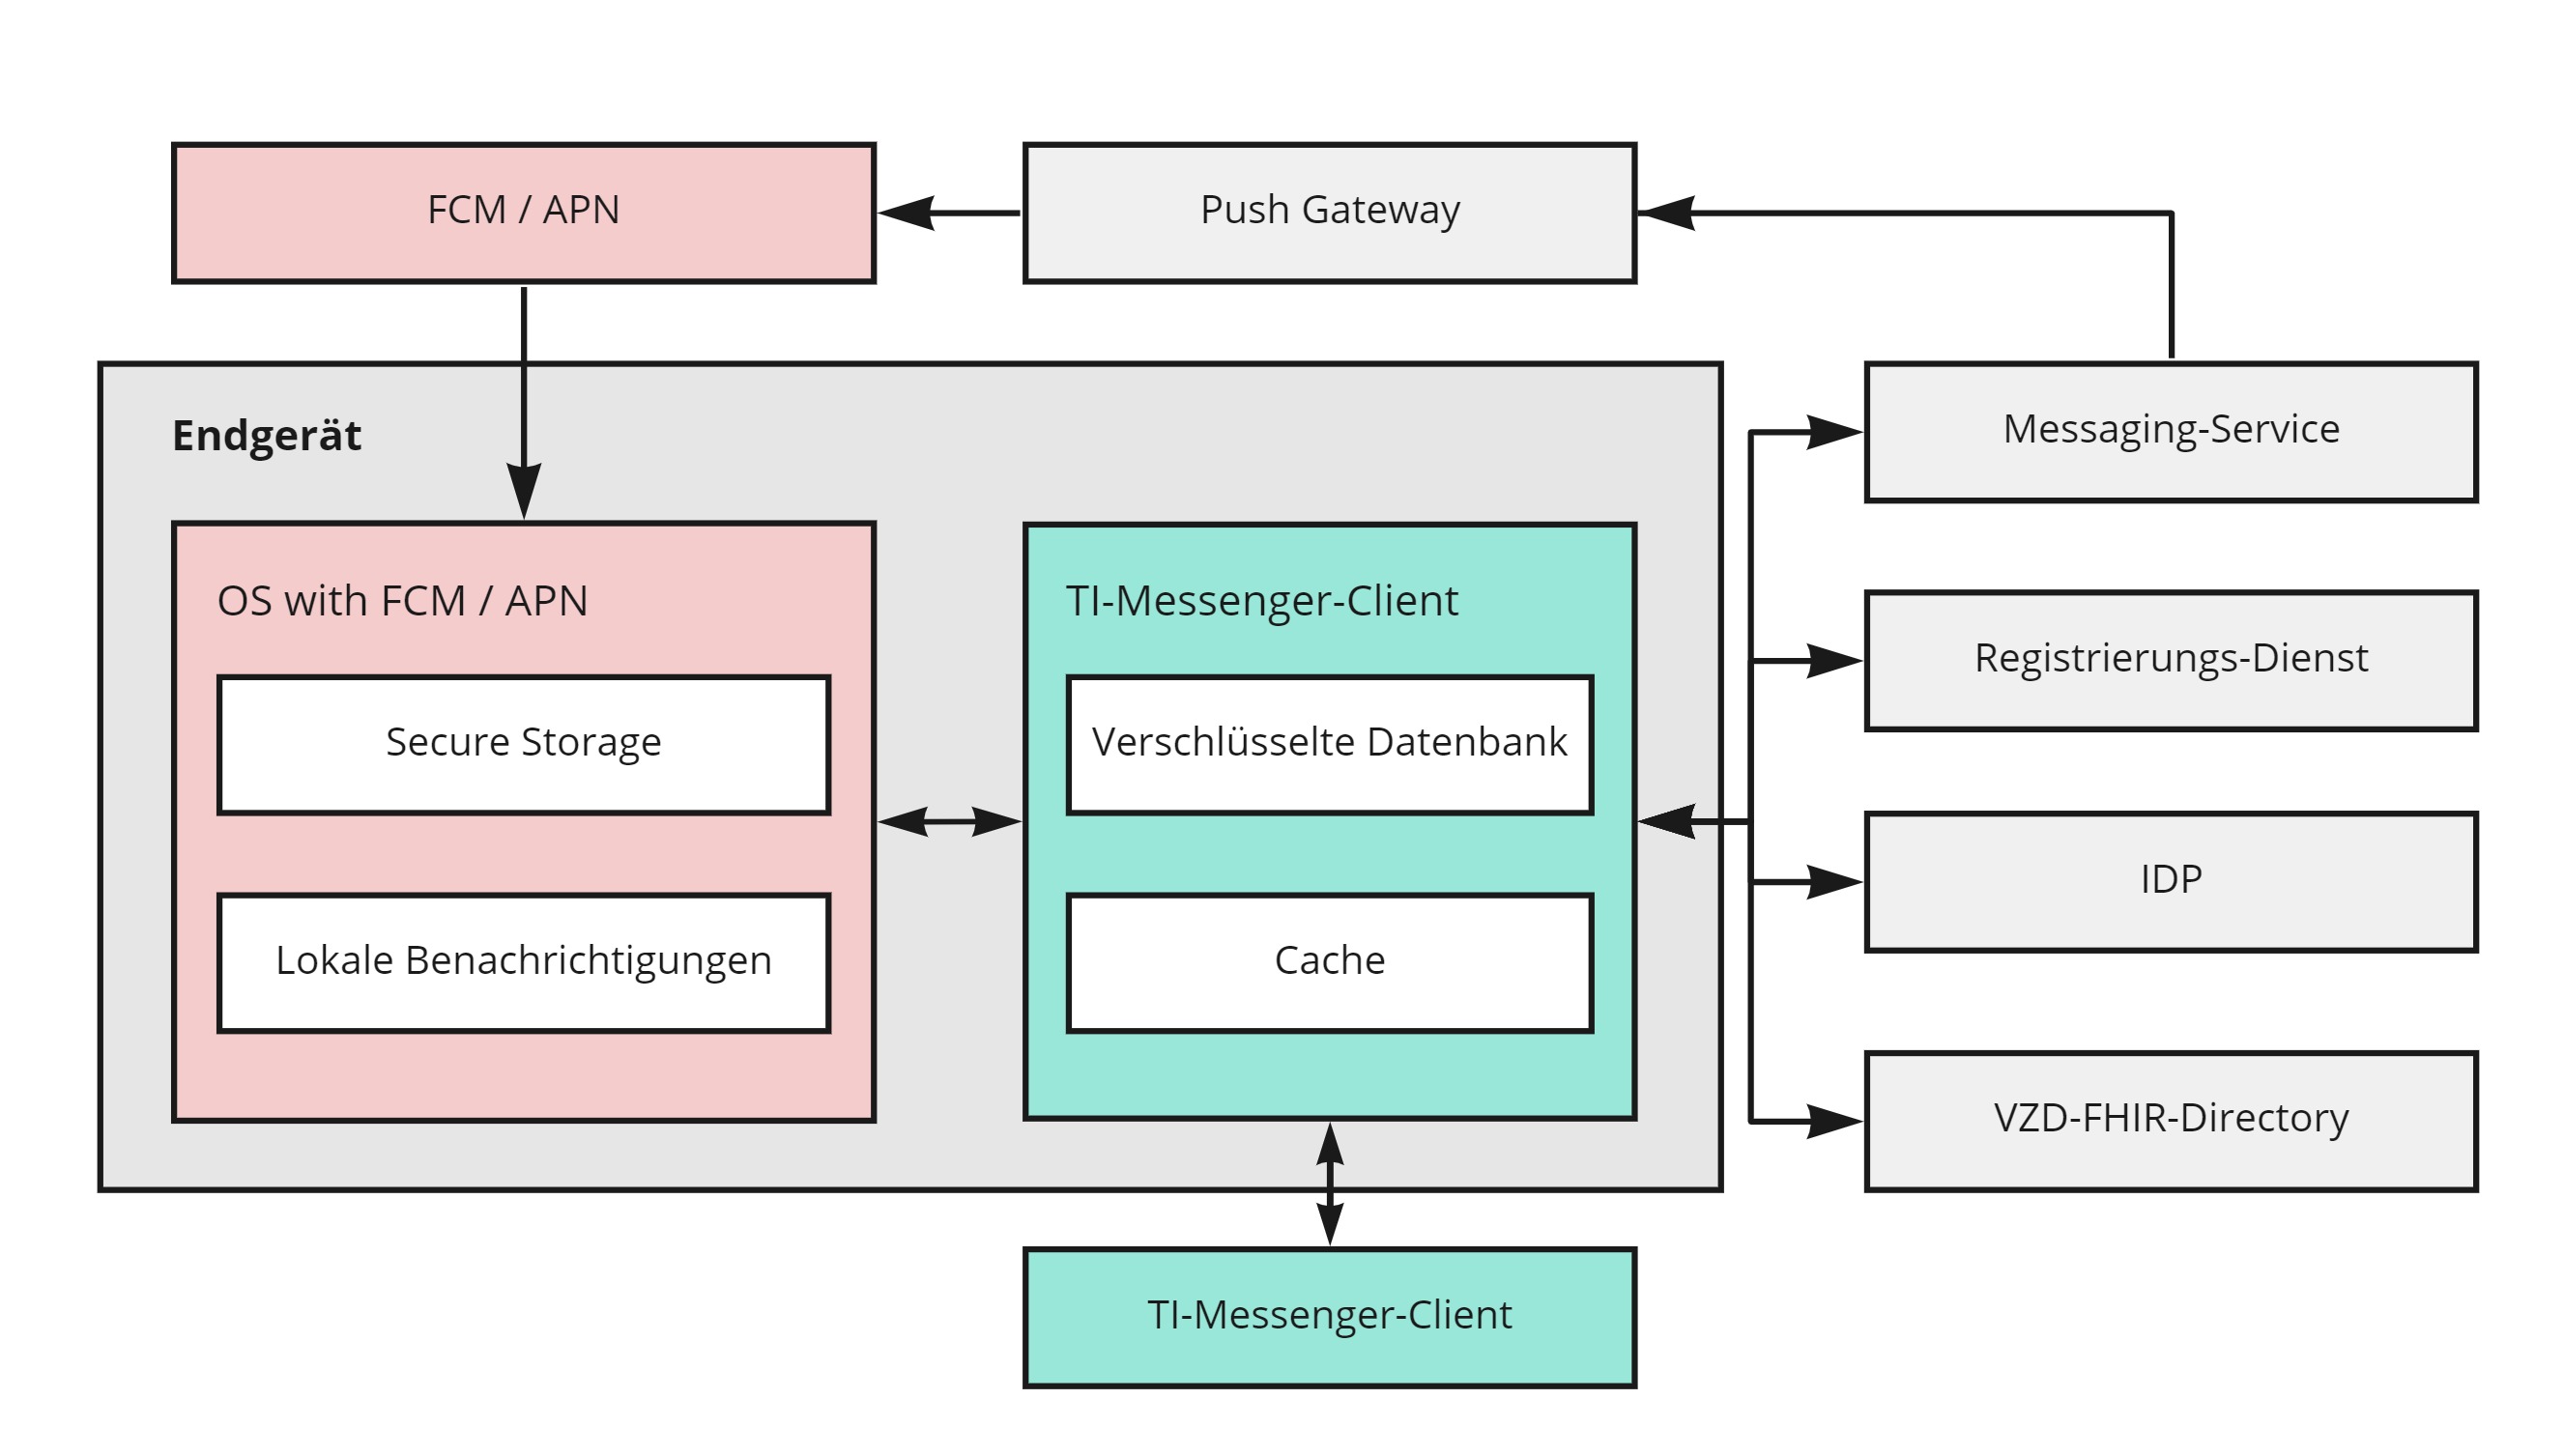 FCM / APN
Push Gateway
Endgerät
Messaging-Service
OS with FCM / APN
Secure Storage
Lokale Benachrichtigungen
TI-Messenger-Client
Verschlüsselte Datenbank
Cache
Registrierungs-Dienst
IDP
VZD-FHIR-Directory
TI-Messenger-Client